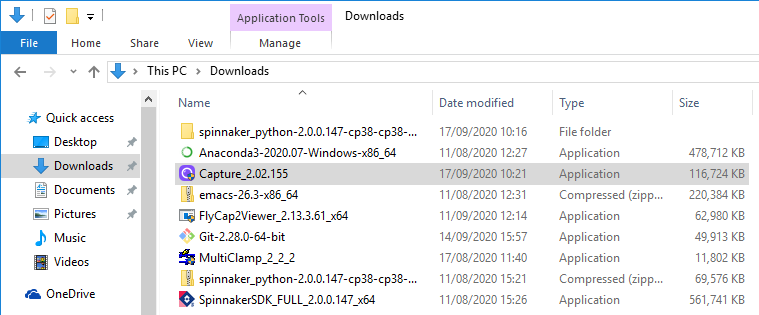 Application Tools Downloads
File Home Share View Manage
This PC Downloads
Name Date modified Type Size
Quick access
Desktop
Downloads
Documents
Pictures
Music
Videos
OneDrive
spinnaker_python-2.0.0.147-cp38-cp38-... 17/09/2020 10:16 File folder
Anaconda3-2020.07-Windows-x86_64 11/08/2020 12:27 Application 478,712 KB
Capture_2.02.155 17/09/2020 10:21 Application 116,724 KB
emacs-26.3-x86_64 11/08/2020 12:31 Compressed (zipp... 220,384 KB
FlyCap2Viewer_2.13.3.61_x64 11/09/2020 12:14 Application 62,980 KB
Git-2.28.0-64-bit 14/09/2020 15:57 Application 49,913 KB
MultiClamp_2_2_2 17/08/2020 11:40 Application 11,802 KB
spinnaker_python-2.0.0.147-cp38-cp38-... 11/08/2020 15:21 Compressed (zipp... 69,576 KB
SpinnakerSDK_FULL_2.0.0.147_x64 11/08/2020 15:26 Application 561,741 KB